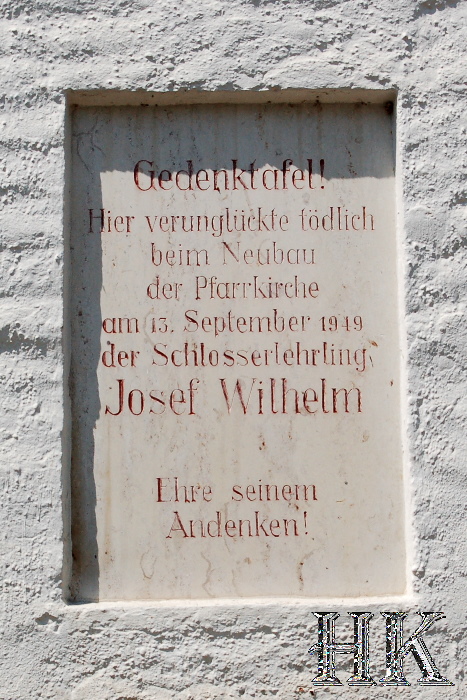 Gedenktafel!
Hier verunglückte tödlich
beim Neubau
der Pfarrkirche
am 13. September 1949
der Schlosserlehrling
Josef Wilhelm
Ehre seinem
Andenken!
HK